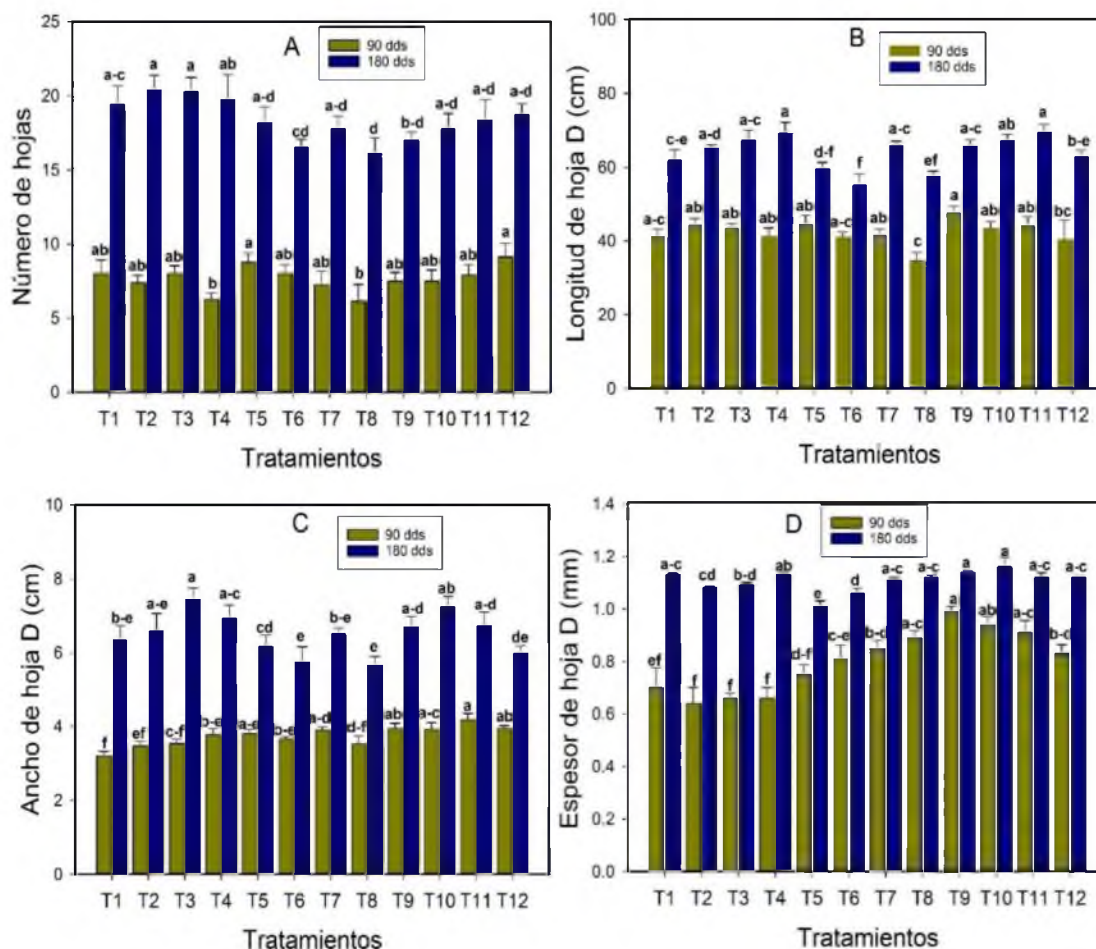 A
90 dds
180 dds
Número de hojas
25
20
15
10
5
0
a-c
a
a
ab
a-d
cd
a-d
d
b-d
a-d
a-d
a-d
ab
ab
ab
b
a
ab
ab
b
ab
ab
ab
a
T1 T2 T3 T4 T5 T6 T7 T8 T9 T10 T11 T12
Tratamientos
B
90 dds
180 dds
Longitud de hoja D (cm)
100
80
60
40
20
0
c-e
a-d
a-c
a
d-f
f
a-c
ef
a-c
ab
a
b-e
a-c
ab
abc
abc
ab
a-c
ab
c
a
abc
ab
bc
T1 T2 T3 T4 T5 T6 T7 T8 T9 T10 T11 T12
Tratamientos
C
90 dds
180 dds
Ancho de hoja D (cm)
10
8
6
4
2
0
b-e
a-e
a
a-c
cd
e
b-e
e
a-d
ab
a-d
de
f
ef
c-f
b-e
a-e
b-e
a-d
d-f
abc
a-c
a
ab
T1 T2 T3 T4 T5 T6 T7 T8 T9 T10 T11 T12
Tratamientos
D
90 dds
180 dds
Espesor de hoja D (mm)
1.4
1.2
1.0
0.8
0.6
0.4
0.2
0.0
a-c
cd
b-d
ab
e
d
a-c
a-c
a
a
a-c
a-c
ef
f
f
f
d-f
c-e
b-d
a-c
a
ab
a-c
b-d
T1 T2 T3 T4 T5 T6 T7 T8 T9 T10 T11 T12
Tratamientos